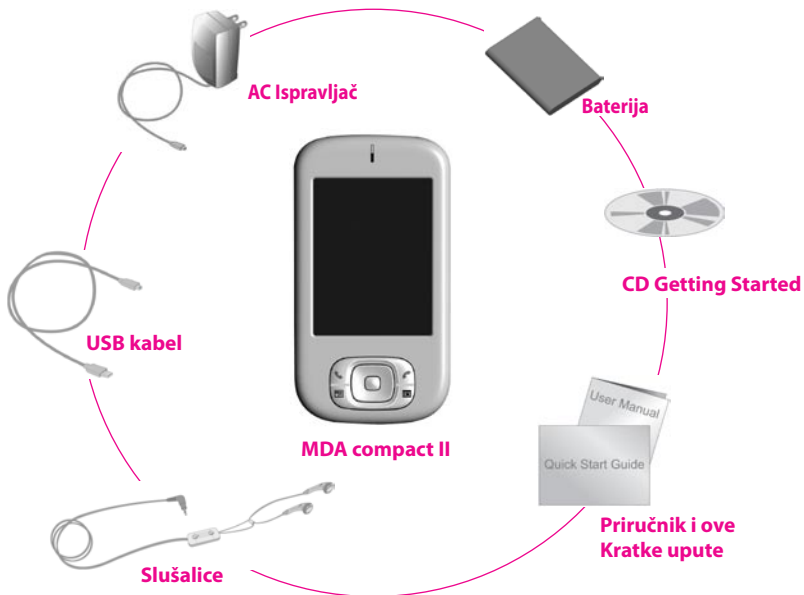 AC Ispravljač
Baterija
CD Getting Started
USB kabel
User Manual
Quick Start Guide
MDA compact II
Priručnik i ove
Kratke upute
Slušalice